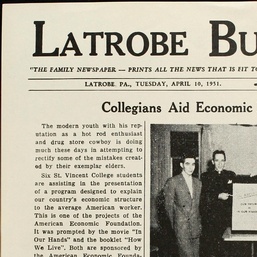 LATROBE BU
"THE FAMILY NEWSPAPER — PRINTS ALL THE NEWS THAT IS FIT TO
LATROBE, PA., TUESDAY, APRIL 10, 1951.
Collegians Aid Economic
The modern youth with his rep-
utation as a hot rod enthusiast
and drug store cowboy is doing
much these days in attempting to
rectify some of the mistakes creat-
ed by their exemplar elders.
Six St. Vincent College students
are assisting in the presentation
of a program designed to explain
our country's economic structure
to the average American worker.
This is one of the projects of the
American Economic Foundation.
It was prompted by the movie "In
Our Hands" and the booklet "How
We Live". Both are sponsored by
the American Economic Founda-